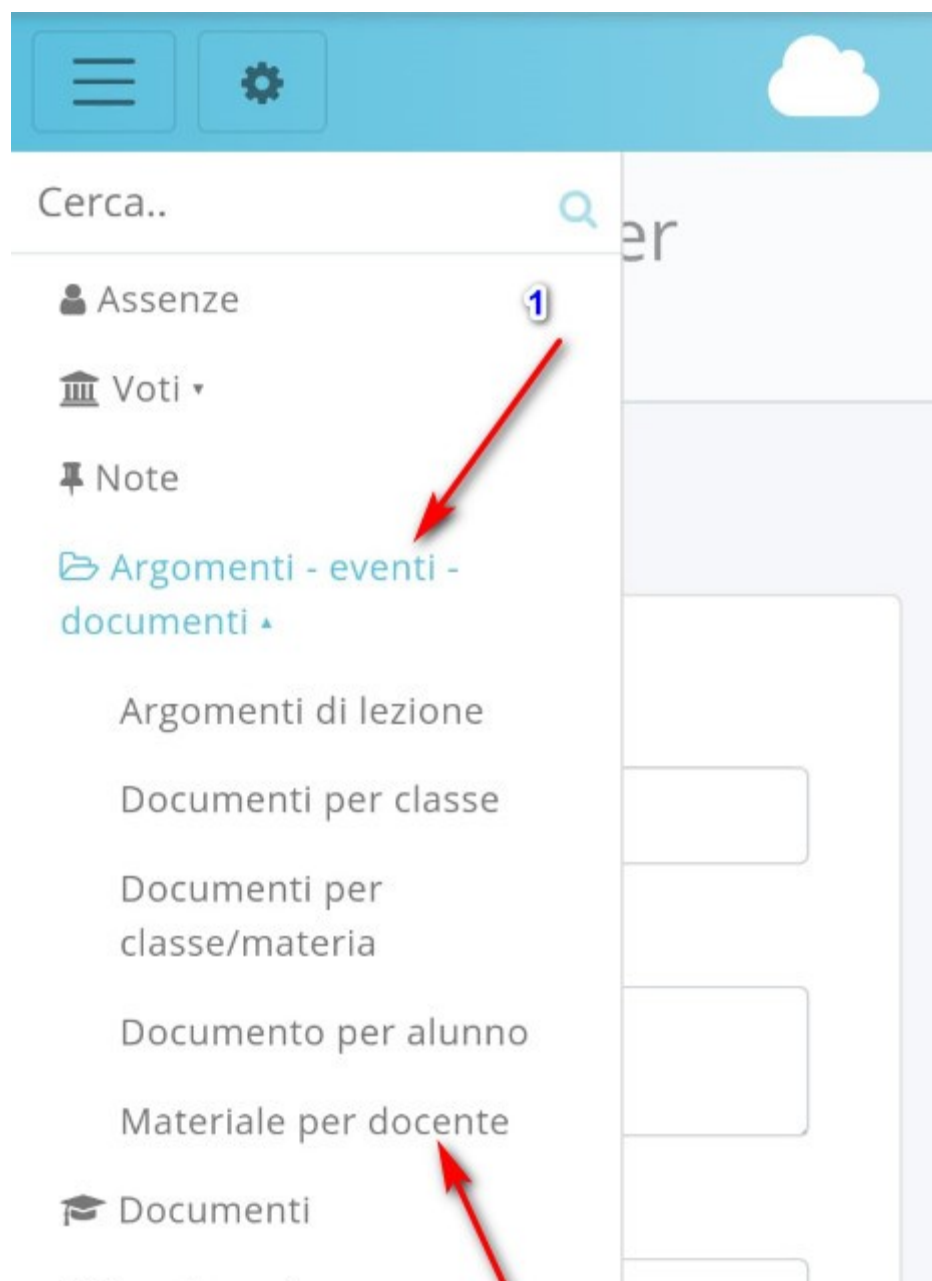 Cerca..
er
Assenze
1
Voti ▾
Note
Argomenti - eventi -
documenti ▴
Argomenti di lezione
Documenti per classe
Documenti per
classe/materia
Documento per alunno
Materiale per docente
Documenti